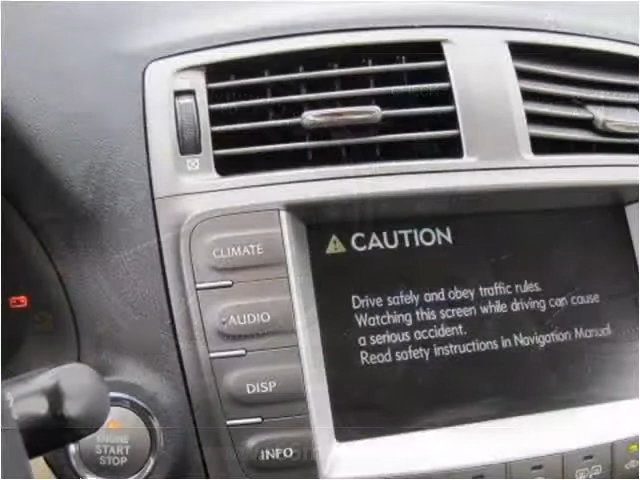 CLIMATE
AUDIO
DISP
INFO
CAUTION
Drive safely and obey traffic rules.
Watching this screen while driving can cause
a serious accident.
Read safety instructions in Navigation Manual
ENGINE
START
STOP